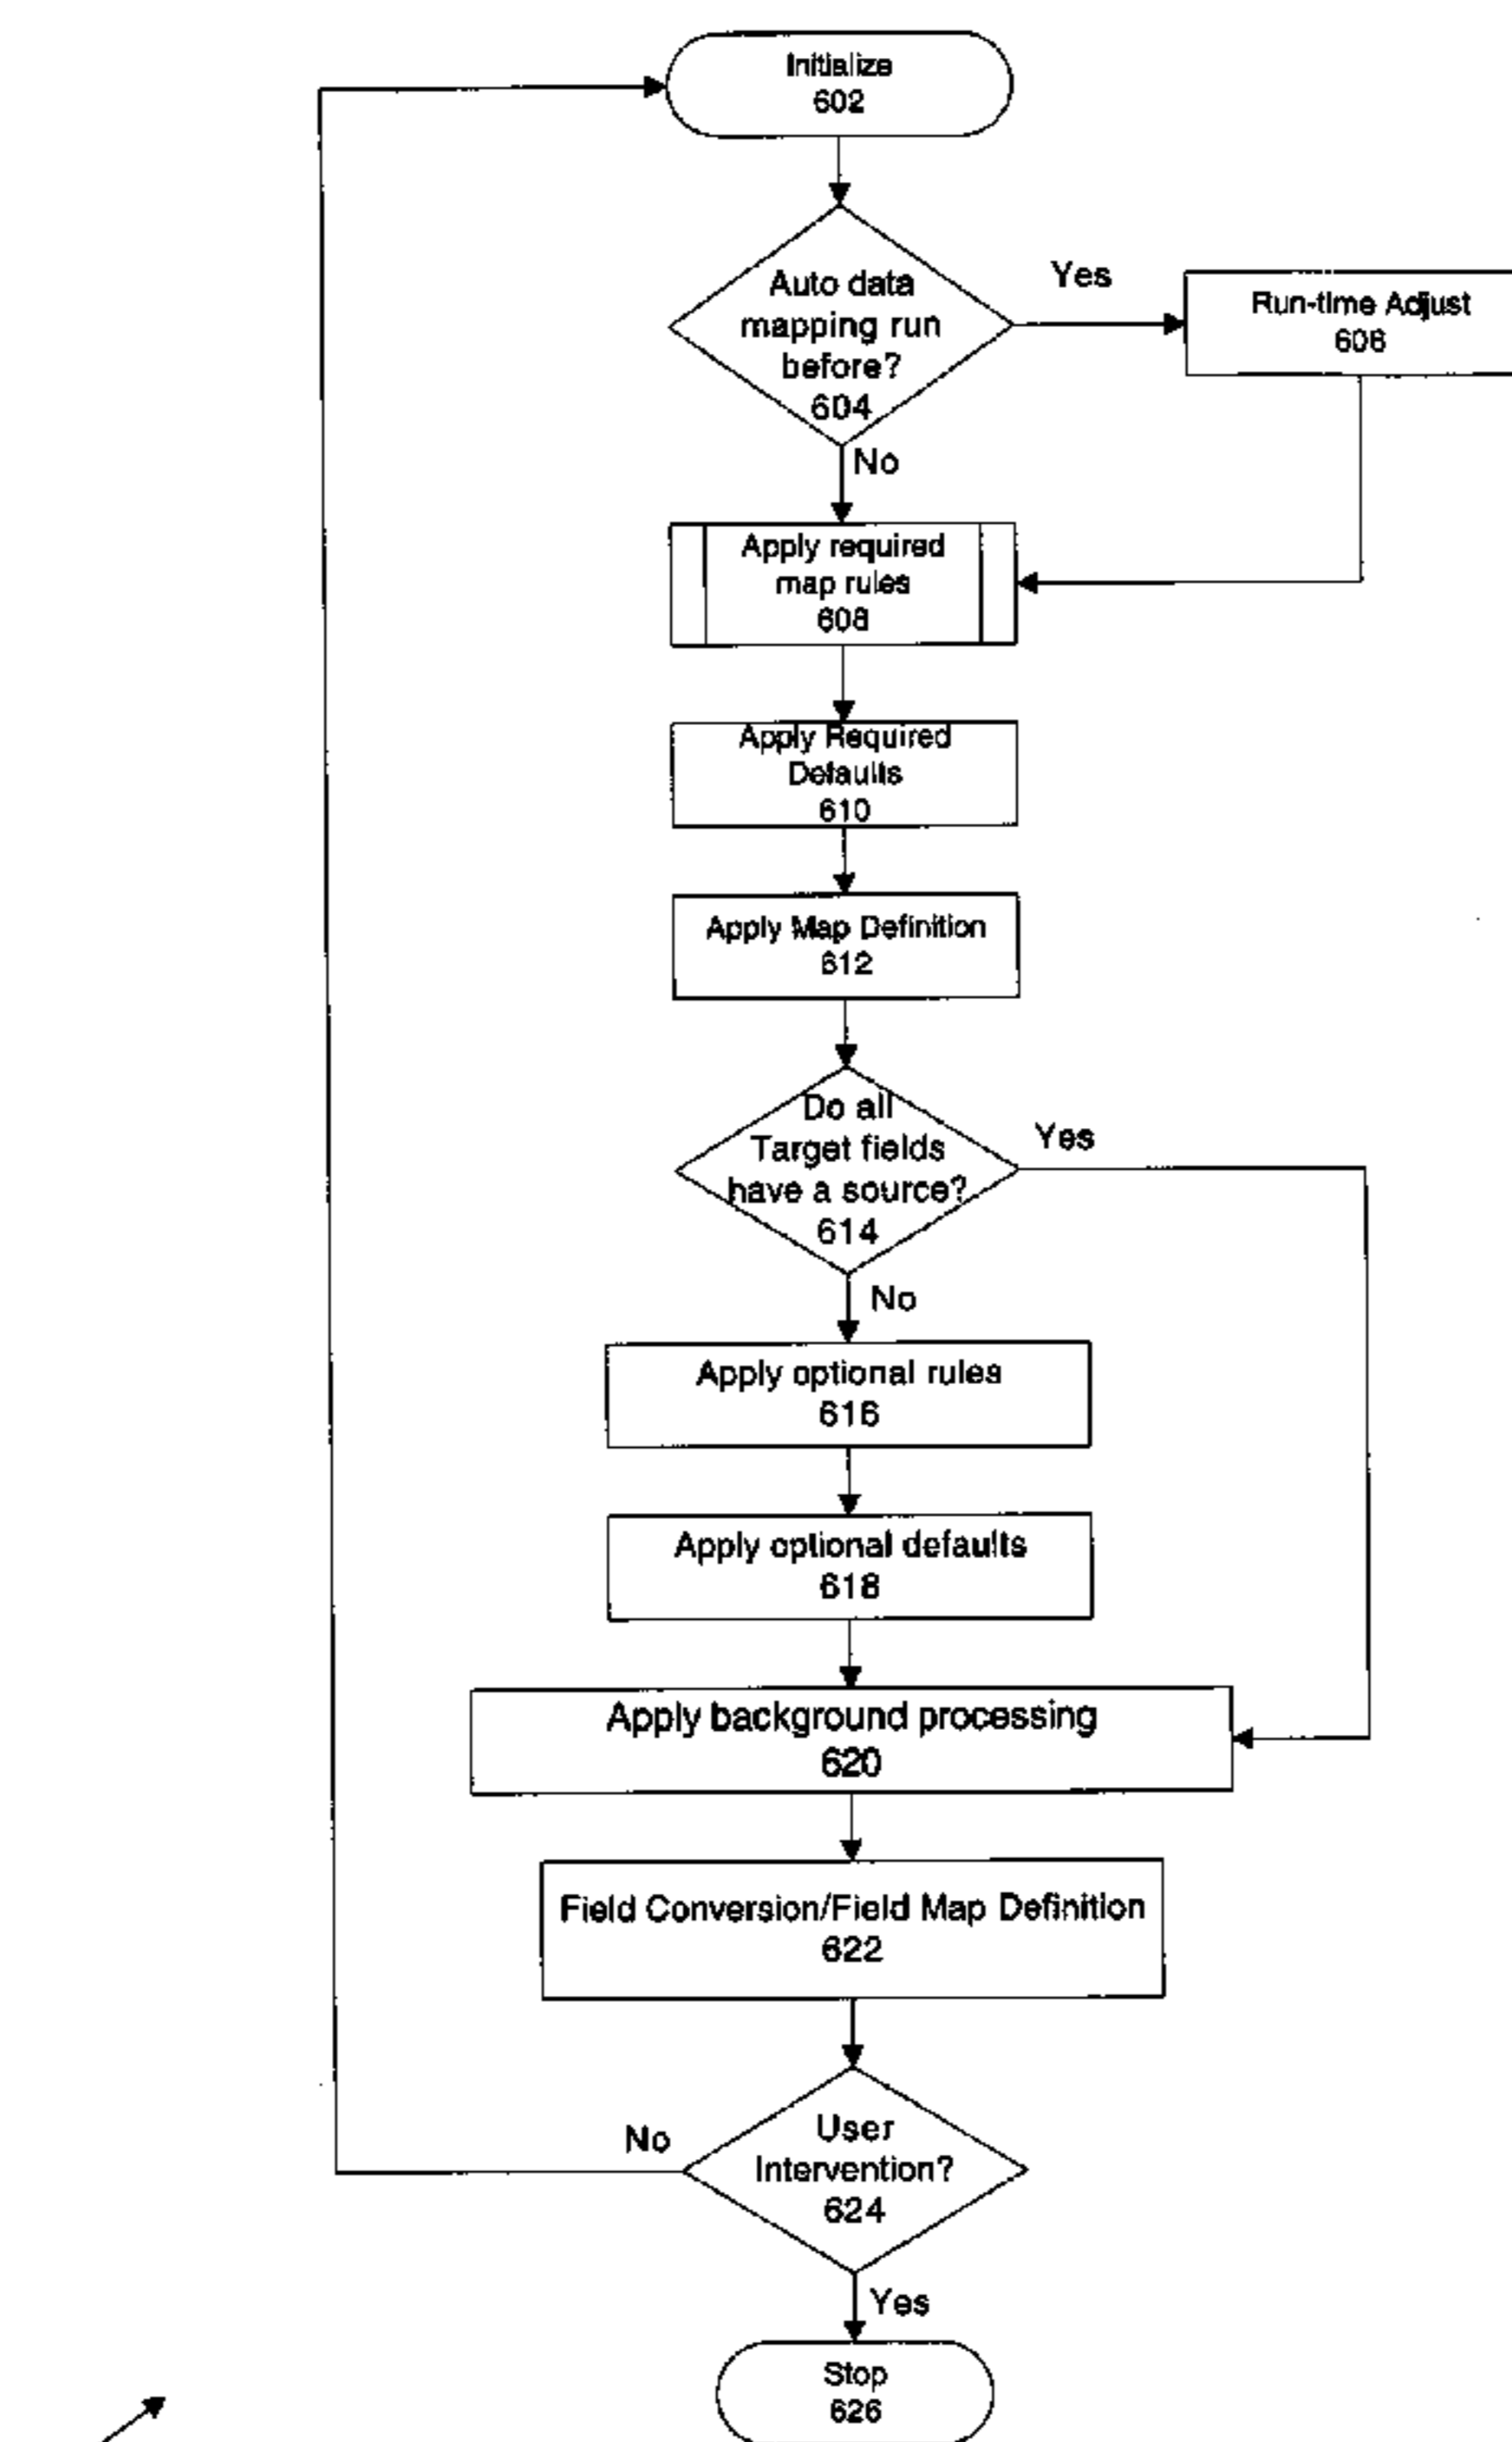 Initialize
602
Auto data
mapping run
before?
604
Yes
Run-time Adjust
606
No
Apply required
map rules
608
Apply Required
Defaults
610
Apply Map Definition
612
Do all
Target fields
have a source?
614
Yes
No
Apply optional rules
616
Apply optional defaults
618
Apply background processing
620
Field Conversion/Field Map Definition
622
User
Intervention?
624
No
Yes
Stop
626